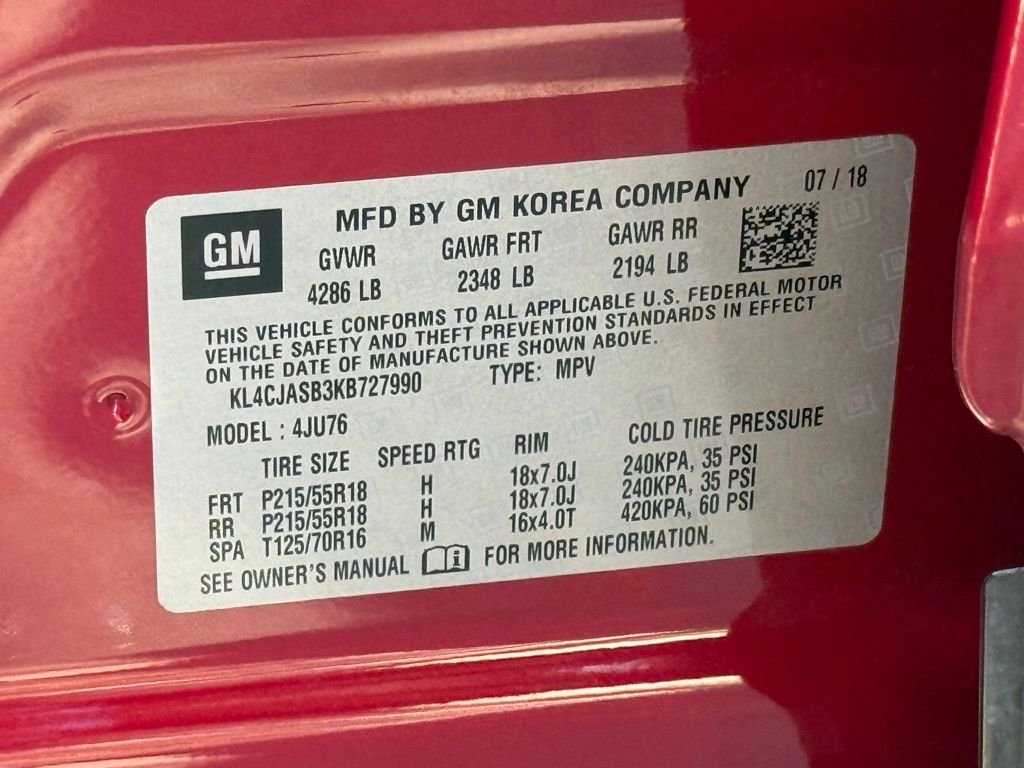 MFD BY GM KOREA COMPANY 07 / 18
GM
GVWR GAWR FRT GAWR RR
4286 LB 2348 LB 2194 LB
THIS VEHICLE CONFORMS TO ALL APPLICABLE U.S. FEDERAL MOTOR
VEHICLE SAFETY AND THEFT PREVENTION STANDARDS IN EFFECT
ON THE DATE OF MANUFACTURE SHOWN ABOVE.
KL4CJASB3KB727990 TYPE: MPV
MODEL : 4JU76
TIRE SIZE SPEED RTG RIM COLD TIRE PRESSURE
FRT P215/55R18 H 18x7.0J 240KPA, 35 PSI
RR P215/55R18 H 18x7.0J 240KPA, 35 PSI
SPA T125/70R16 M 16x4.0T 420KPA, 60 PSI
SEE OWNER'S MANUAL FOR MORE INFORMATION.